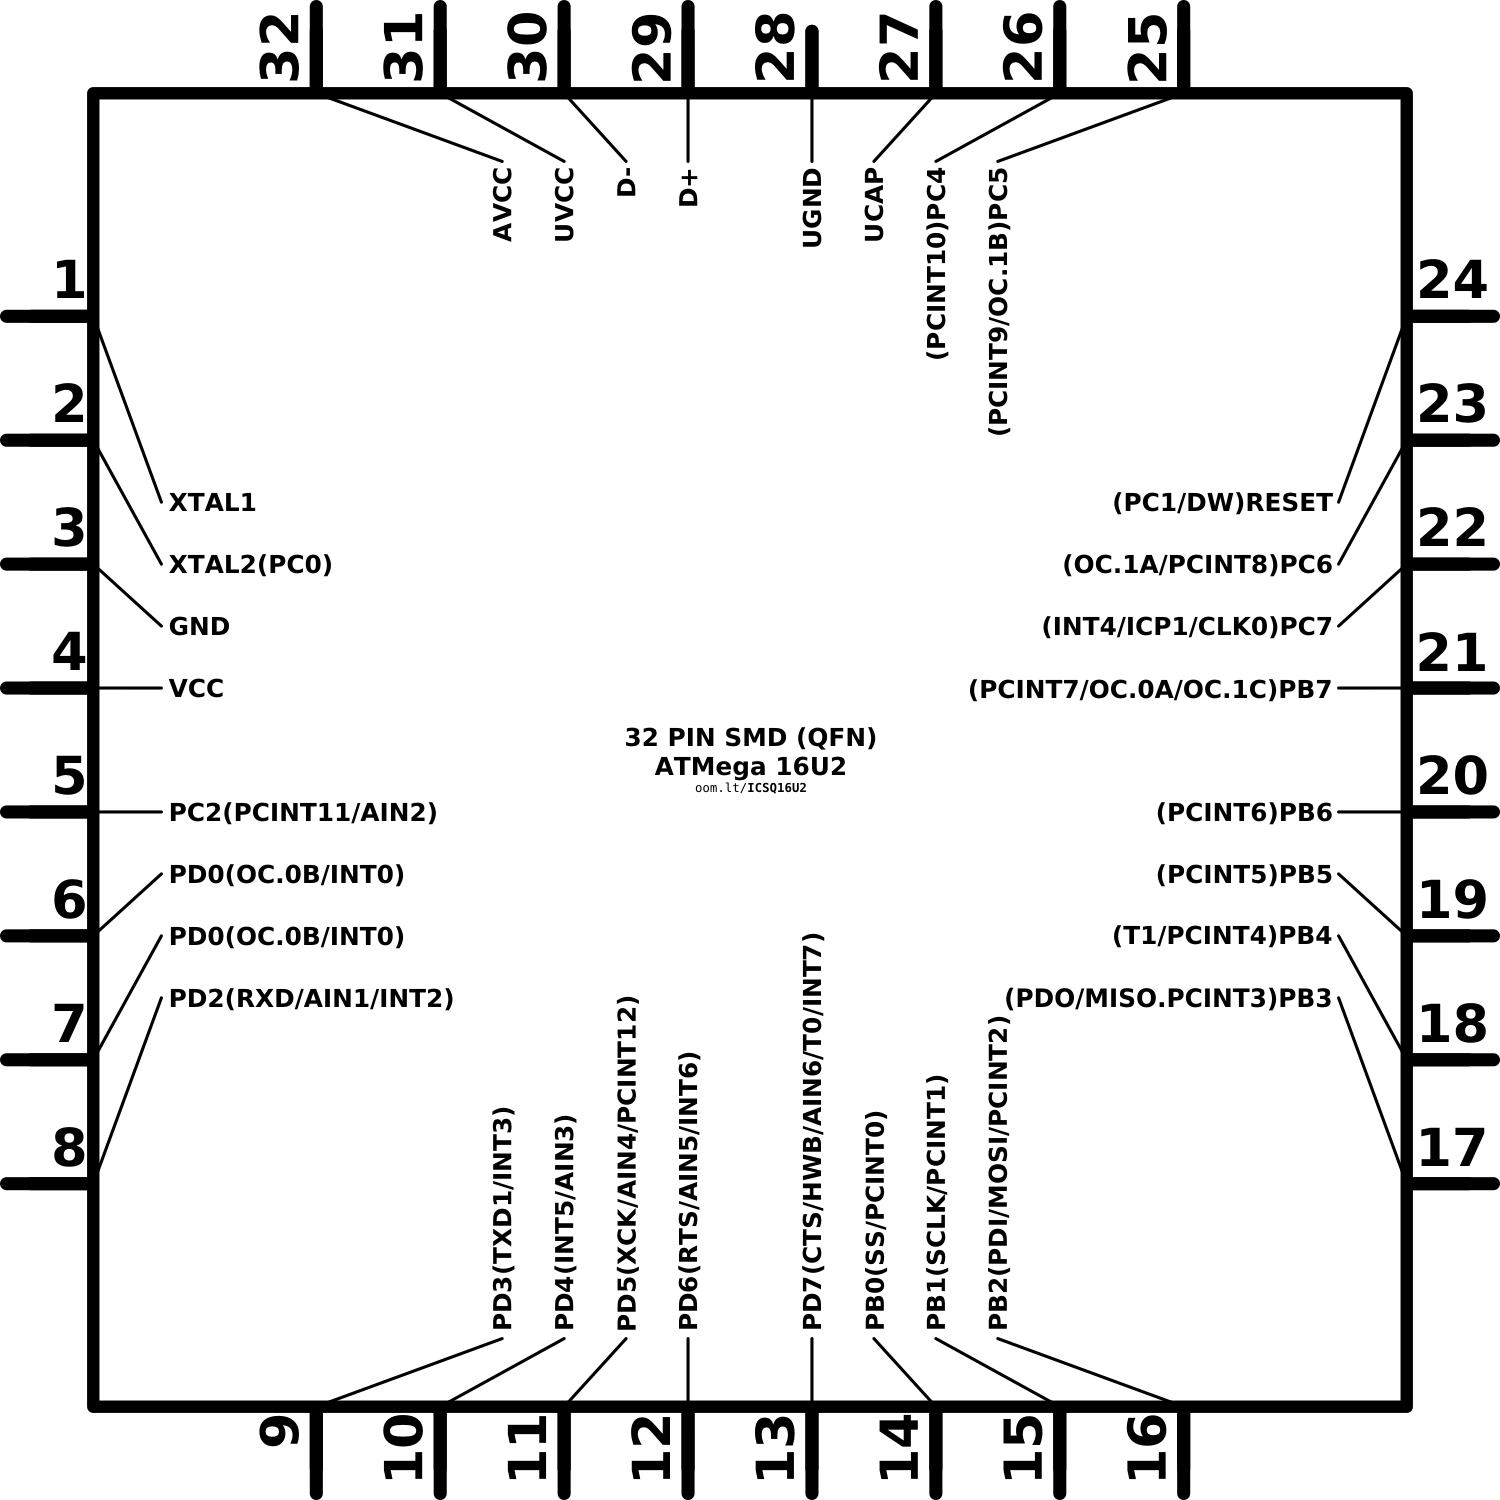 32
31
30
29
28
27
26
25
AVCC
UVCC
D-
D+
UGND
UCAP
(PCINT10)PC4
(PCINT9/OC.1B)PC5
1
2
3
4
5
6
7
8
XTAL1
XTAL2(PC0)
GND
VCC
PC2(PCINT11/AIN2)
PD0(OC.0B/INT0)
PD0(OC.0B/INT0)
PD2(RXD/AIN1/INT2)
32 PIN SMD (QFN)
ATMega 16U2
oom.lt/ICSQ16U2
24
23
22
21
20
19
18
17
(PC1/DW)RESET
(OC.1A/PCINT8)PC6
(INT4/ICP1/CLK0)PC7
(PCINT7/OC.0A/OC.1C)PB7
(PCINT6)PB6
(PCINT5)PB5
(T1/PCINT4)PB4
(PDO/MISO.PCINT3)PB3
PD3(TXD1/INT3)
PD4(INT5/AIN3)
PD5(XCK/AIN4/PCINT12)
PD6(RTS/AIN5/INT6)
PD7(CTS/HWB/AIN6/T0/INT7)
PB0(SS/PCINT0)
PB1(SCLK/PCINT1)
PB2(PDI/MOSI/PCINT2)
9
10
11
12
13
14
15
16